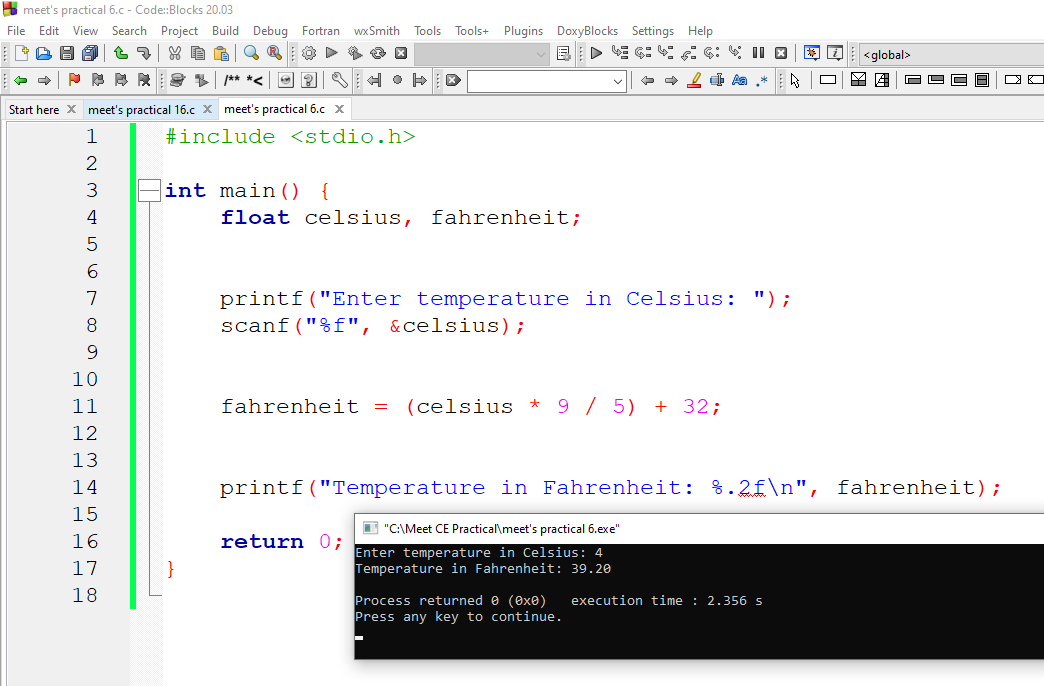 meet's practical 6.c - Code::Blocks 20.03
File Edit View Search Project Build Debug Fortran wxSmith Tools Tools+ Plugins DoxyBlocks Settings Help
<global>
/** *<
Aa .*
Start here meet's practical 16.c meet's practical 6.c
1 #include <stdio.h>
2
3 int main() {
4 float celsius, fahrenheit;
5
6
7 printf("Enter temperature in Celsius: ");
8 scanf("%f", &celsius);
9
10
11 fahrenheit = (celsius * 9 / 5) + 32;
12
13
14 printf("Temperature in Fahrenheit: %.2f\n", fahrenheit);
15
16 return 0;
17 }
18
"C:\Meet CE Practical\meet's practical 6.exe"
Enter temperature in Celsius: 4
Temperature in Fahrenheit: 39.20
Process returned 0 (0x0) execution time : 2.356 s
Press any key to continue.